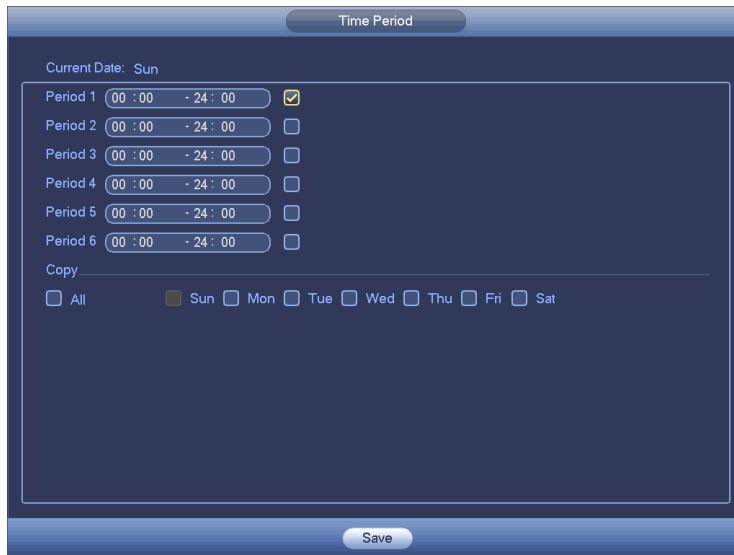 Time Period
Current Date: Sun
Period 1 00 :00 - 24 : 00
Period 2 00 :00 - 24 : 00
Period 3 00 :00 - 24 : 00
Period 4 00 :00 - 24 : 00
Period 5 00 :00 - 24 : 00
Period 6 00 :00 - 24 : 00
Copy
All Sun Mon Tue Wed Thu Fri Sat
Save